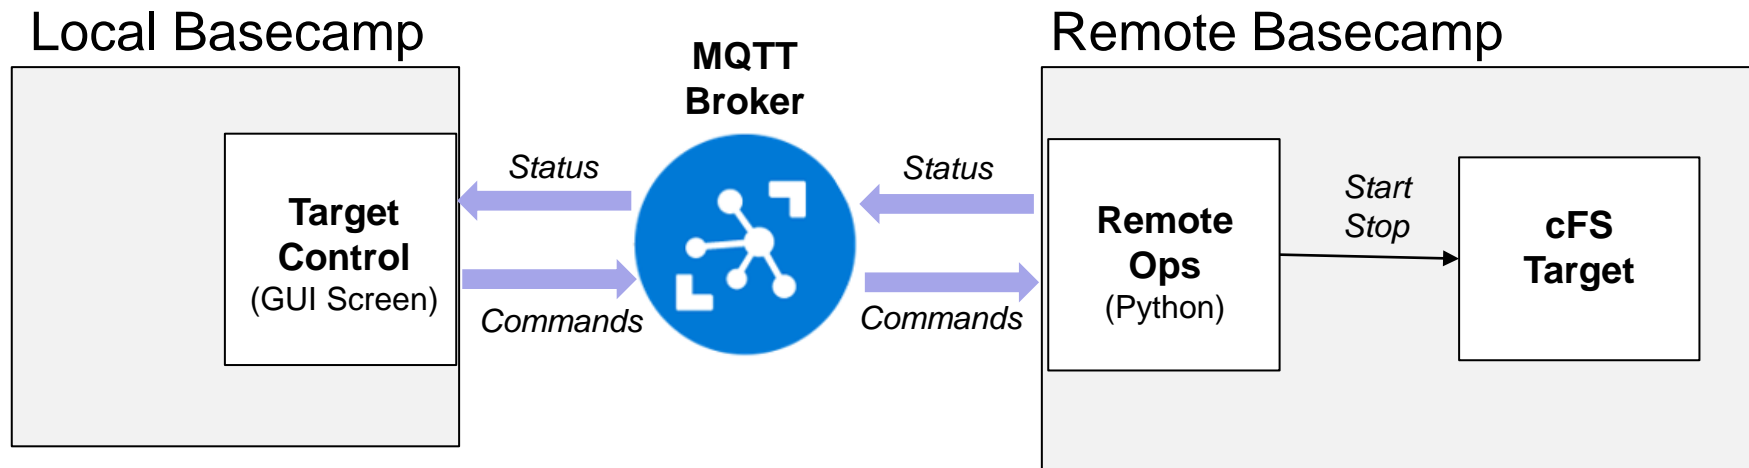 Local Basecamp
MQTT
Broker
Remote Basecamp
Target
Control
(GUI Screen)
Status
Commands
Status
Commands
Remote
Ops
(Python)
Start
Stop
cFS
Target